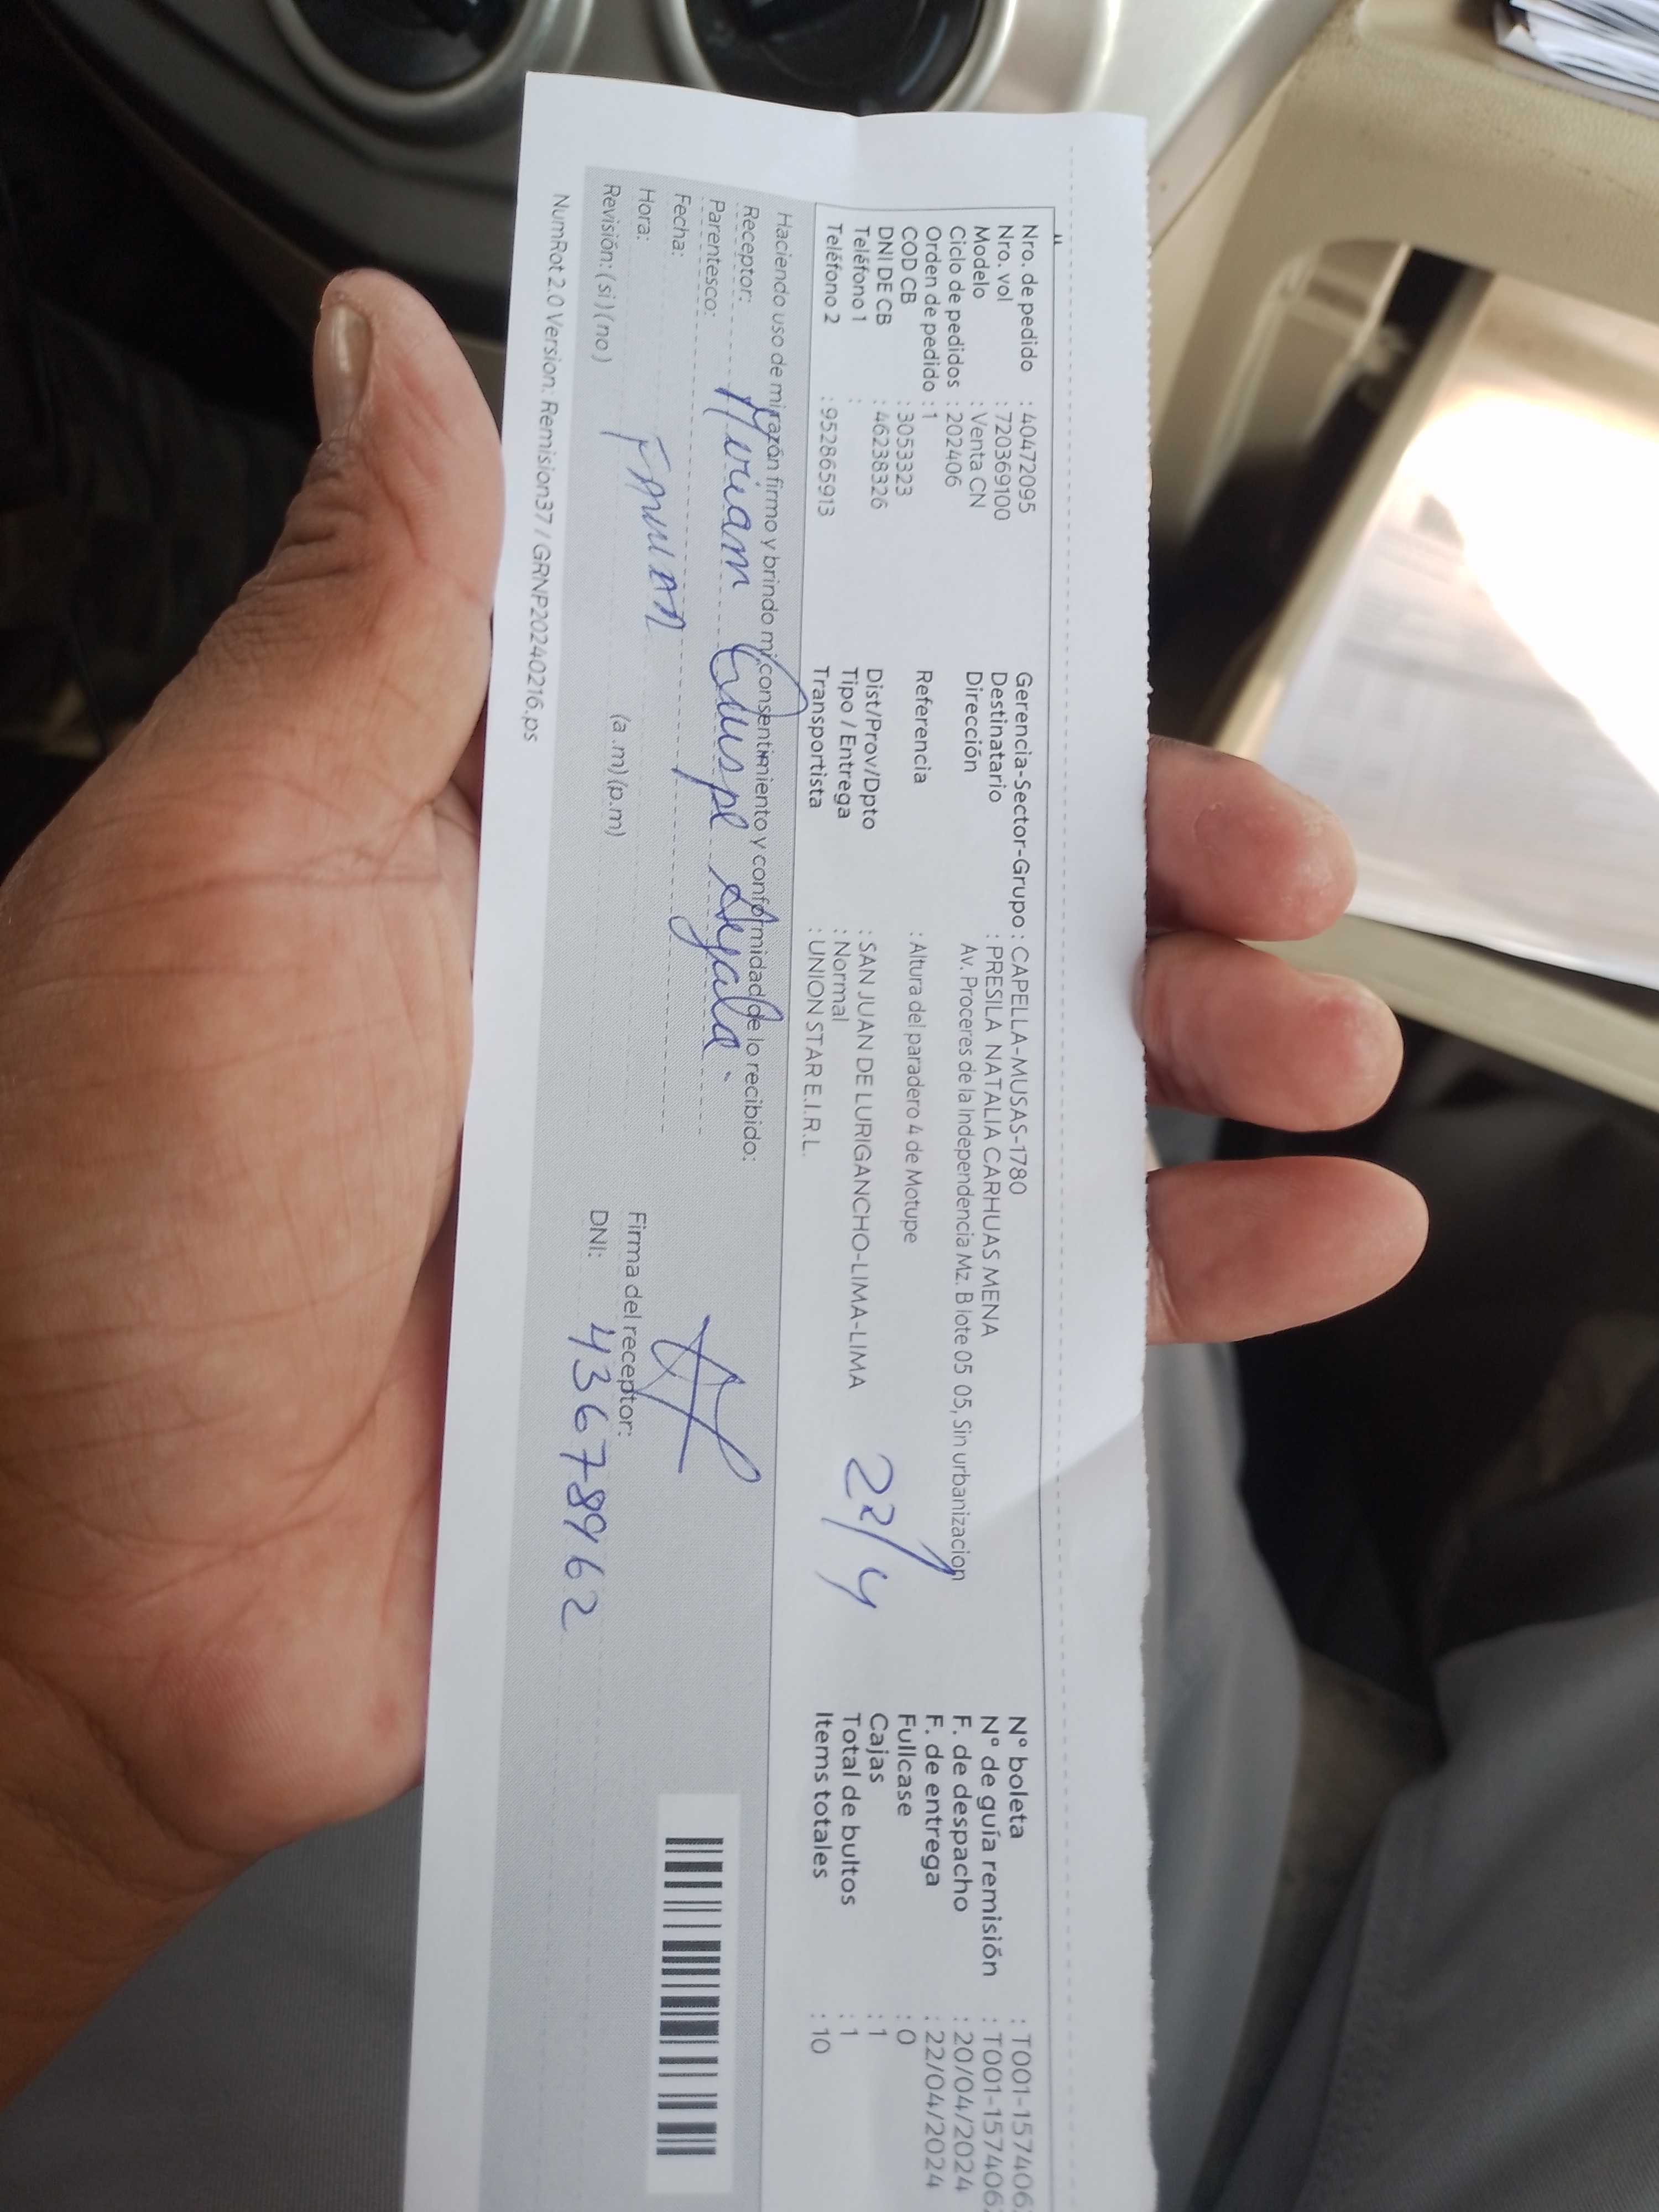 Nro. de pedido : 40472095
Nro. vol : 720369100
Modelo : Venta CN
Ciclo de pedidos : 202406
Orden de pedido : 1
COD CB : 3053323
DNI DE CB : 46238326
Teléfono 1 :
Teléfono 2 : 952865913
Gerencia-Sector-Grupo : CAPELLA-MUSAS-1780
Destinatario : PRESILA NATALIA CARHUAS MENA
Dirección Av. Proceres de la Independencia Mz. B lote 05 05, Sin urbanizacion
Referencia : Altura del paradero 4 de Motupe
Dist/Prov/Dpto : SAN JUAN DE LURIGANCHO-LIMA-LIMA
Tipo / Entrega : Normal
Transportista : UNION STAR E.I.R.L.
22/4
N° boleta : T001-157406
N° de guía remisión : T001-157406
F. de despacho : 20/04/2024
F. de entrega : 22/04/2024
Fullcase : 0
Cajas : 1
Total de bultos : 1
Items totales : 10
Haciendo uso de mi razón firmo y brindo mi consentimiento y conformidad de lo recibido:
Receptor: Miriam Quispe Ayala.
Parentesco:
Fecha:
Hora: (a.m) (p.m)
Revisión: (si) (no)
Firma del receptor:
DNI: 436789462
NumRot 2.0 Version: Remision37 / GRNP20240216.ps